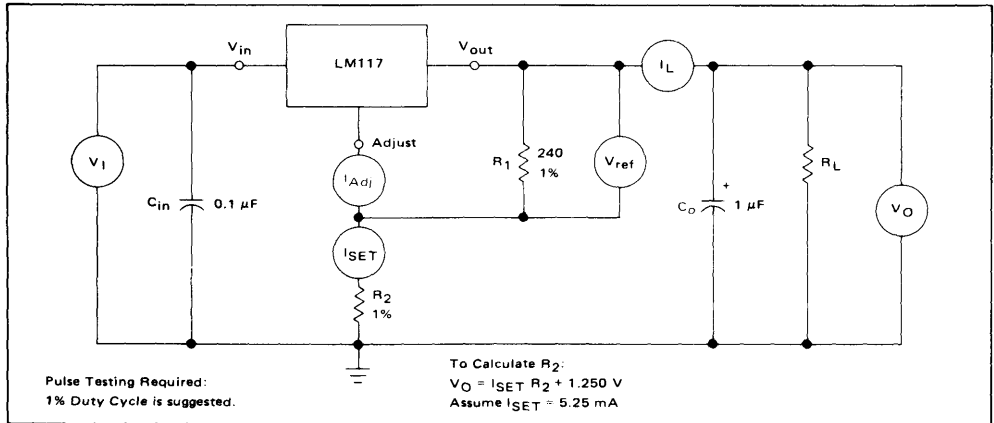 Vin
LM117
Vout
IL
VI
Cin
0.1 μF
Adjust
IAdj
ISET
R2
1%
R1
240
1%
Vref
CO
+
1 μF
RL
VO
Pulse Testing Required:
1% Duty Cycle is suggested.
To Calculate R2:
VO = ISET R2 + 1.250 V
Assume ISET = 5.25 mA